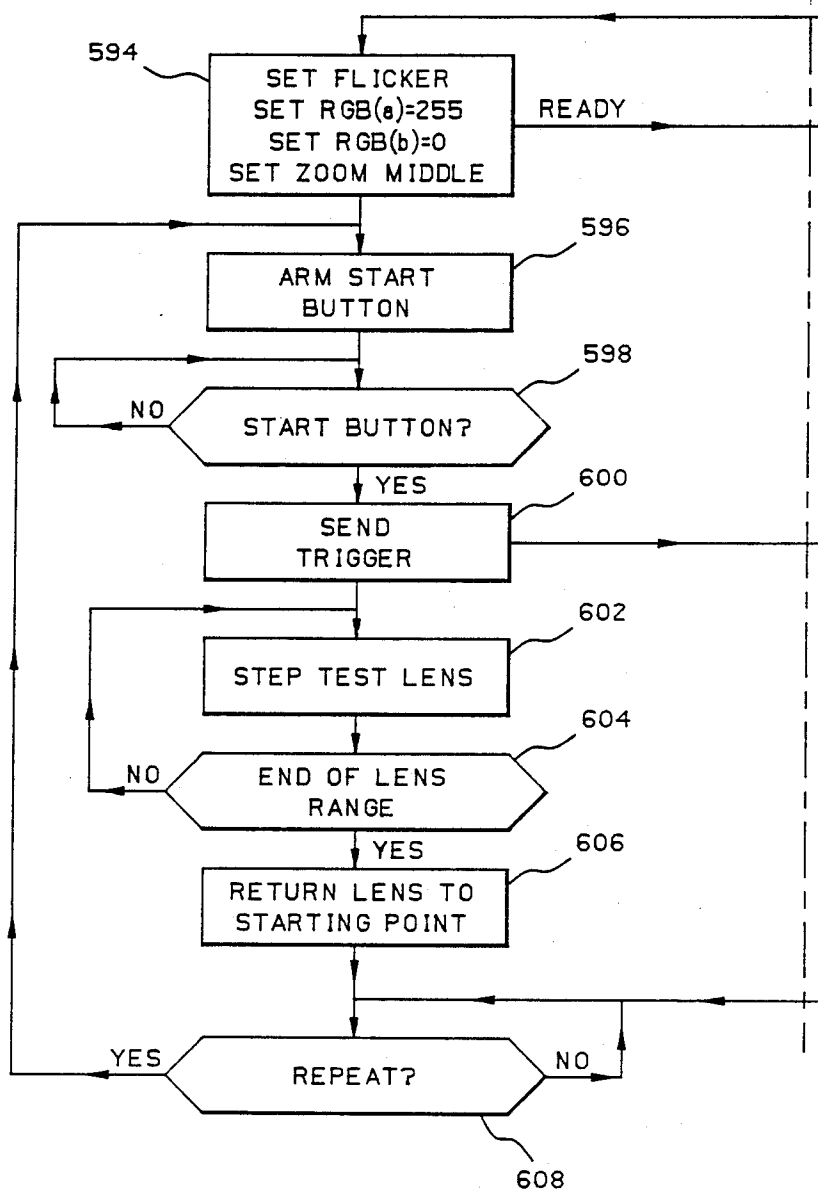 594
SET FLICKER
SET RGB(a)=255
SET RGB(b)=0
SET ZOOM MIDDLE
READY
596
ARM START
BUTTON
598
NO
START BUTTON?
YES
600
SEND
TRIGGER
602
STEP TEST LENS
604
NO
END OF LENS
RANGE
YES
606
RETURN LENS TO
STARTING POINT
YES
REPEAT?
NO
608